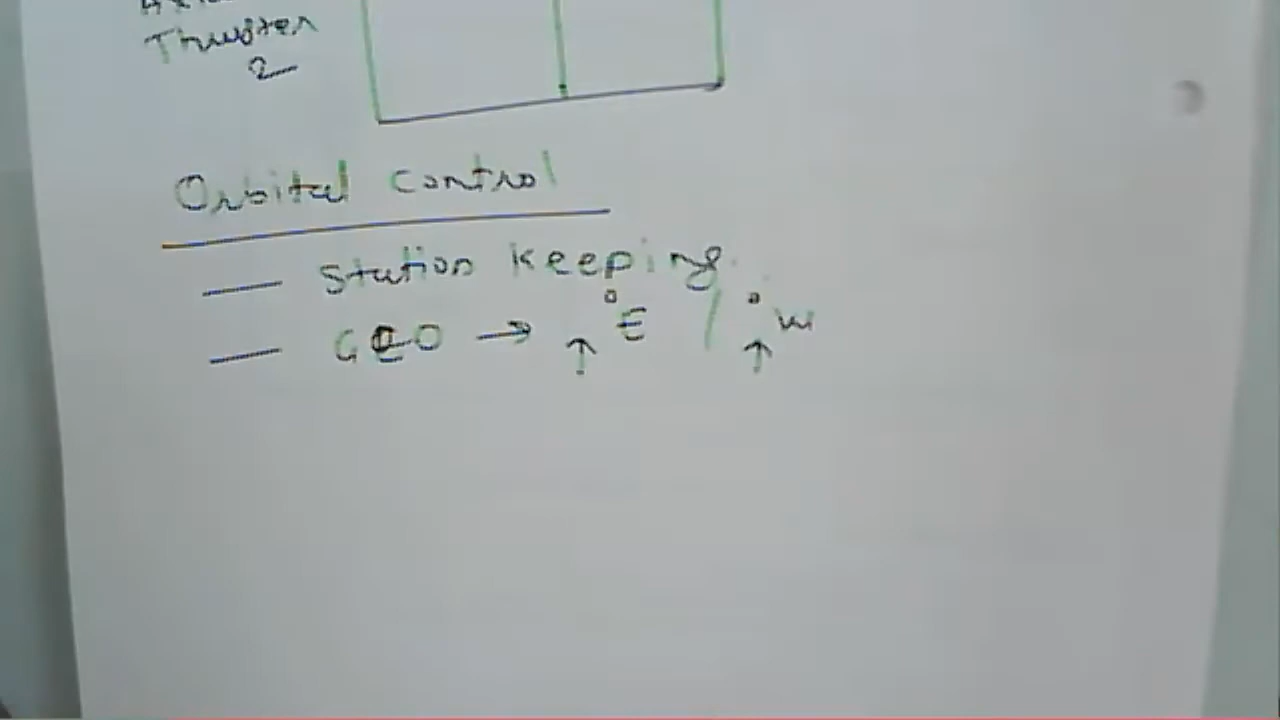 Thruster
2
Orbital control
— Station keeping
— GEO → ↑ °E / ↑ °W